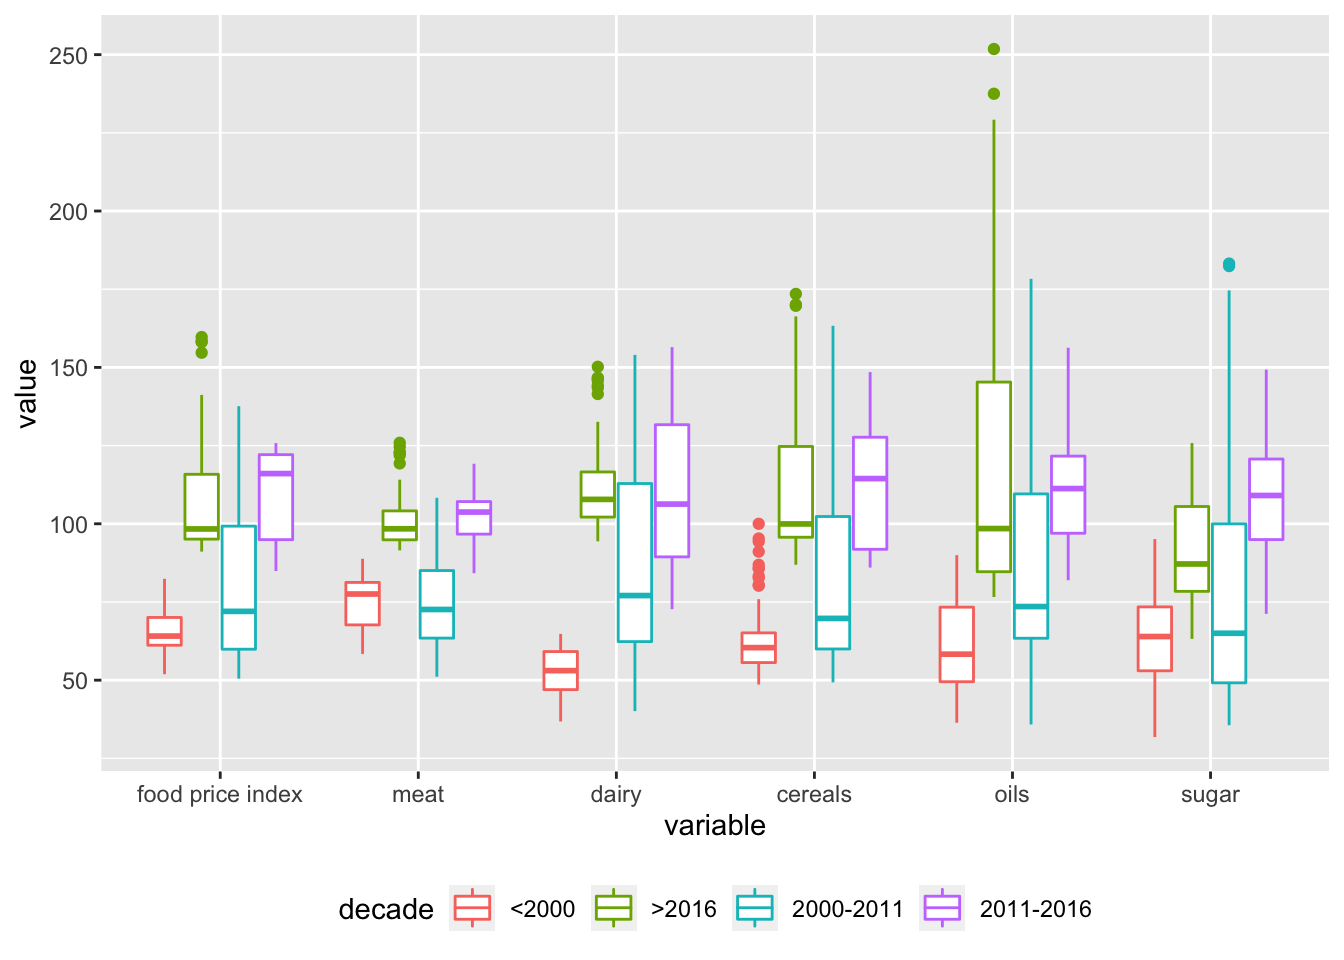 250
200
150
100
50
value
food price index meat dairy cereals oils sugar
variable
decade <2000 >2016 2000-2011 2011-2016